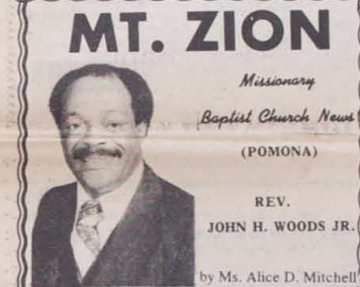 MT. ZION
Missionary
Baptist Church News
(POMONA)
REV.
JOHN H. WOODS JR.
by Ms. Alice D. Mitchell